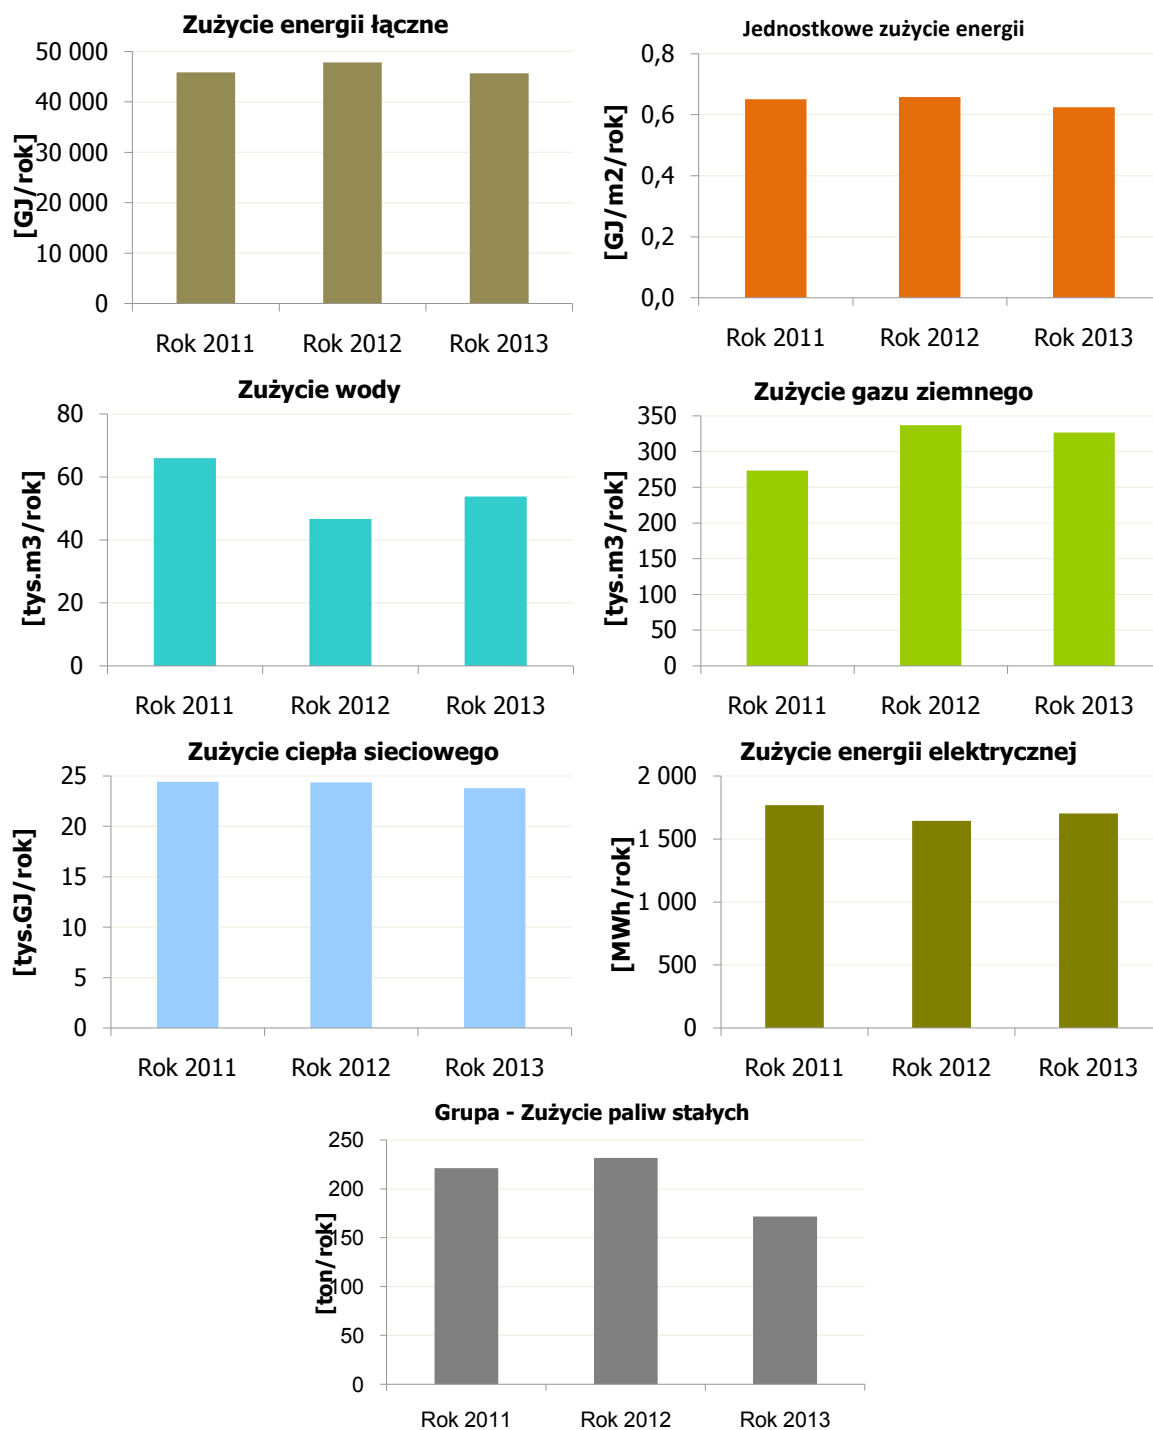 Zużycie energii łączne
50 000
40 000
30 000
20 000
10 000
0
[GJ/rok]
Rok 2011 Rok 2012 Rok 2013
Jednostkowe zużycie energii
0,8
0,6
0,4
0,2
0,0
[GJ/m2/rok]
Rok 2011 Rok 2012 Rok 2013
Zużycie wody
80
60
40
20
0
[tys.m3/rok]
Rok 2011 Rok 2012 Rok 2013
Zużycie gazu ziemnego
350
300
250
200
150
100
50
0
[tys.m3/rok]
Rok 2011 Rok 2012 Rok 2013
Zużycie ciepła sieciowego
25
20
15
10
5
0
[tys.GJ/rok]
Rok 2011 Rok 2012 Rok 2013
Zużycie energii elektrycznej
2 000
1 500
1 000
500
0
[MWh/rok]
Rok 2011 Rok 2012 Rok 2013
Grupa - Zużycie paliw stałych
250
200
150
100
50
0
[ton/rok]
Rok 2011 Rok 2012 Rok 2013